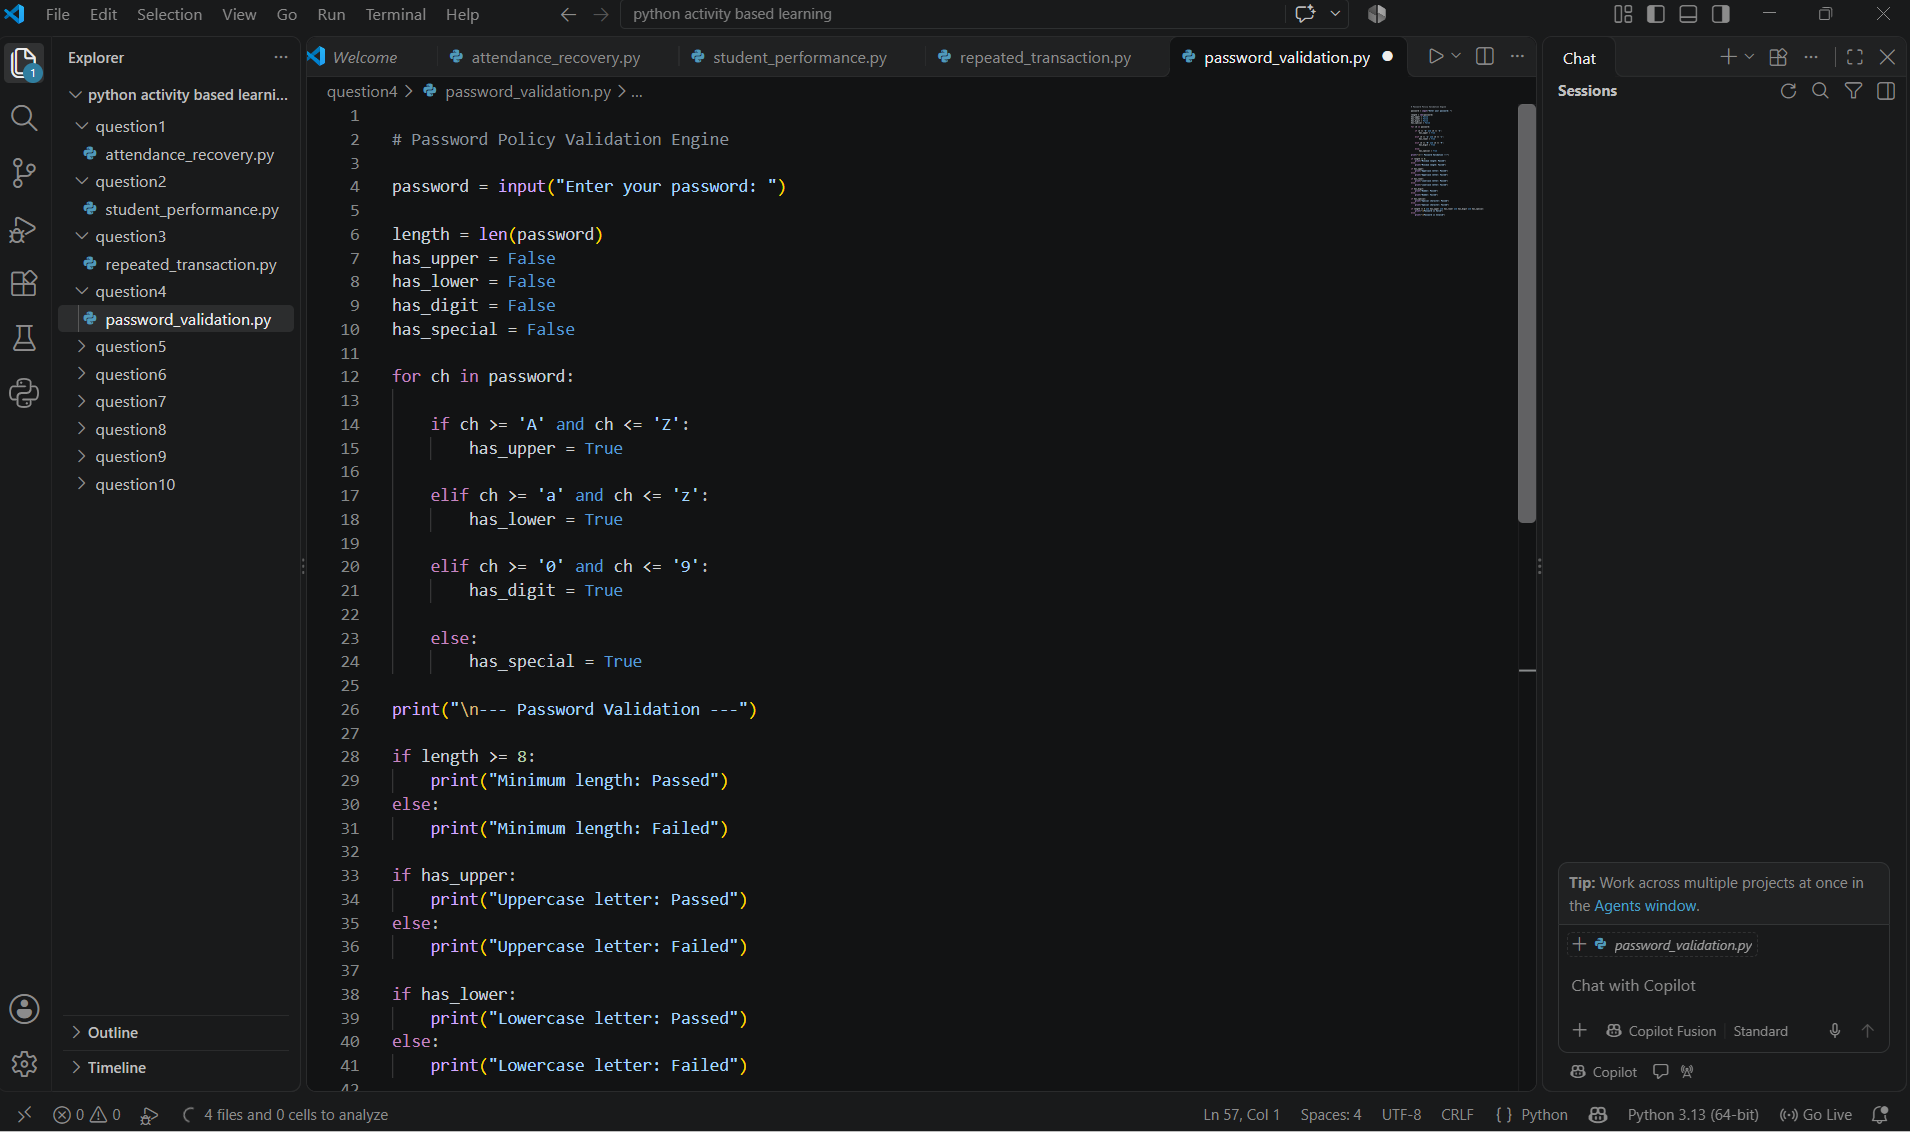 File Edit Selection View Go Run Terminal Help
python activity based learning
Explorer
python activity based learni...
question1
attendance_recovery.py
question2
student_performance.py
question3
repeated_transaction.py
question4
password_validation.py
question5
question6
question7
question8
question9
question10
Outline
Timeline
1
Welcome attendance_recovery.py student_performance.py repeated_transaction.py password_validation.py
question4 > password_validation.py > ...
1
2 # Password Policy Validation Engine
3
4 password = input("Enter your password: ")
5
6 length = len(password)
7 has_upper = False
8 has_lower = False
9 has_digit = False
10 has_special = False
11
12 for ch in password:
13
14 if ch >= 'A' and ch <= 'Z':
15 has_upper = True
16
17 elif ch >= 'a' and ch <= 'z':
18 has_lower = True
19
20 elif ch >= '0' and ch <= '9':
21 has_digit = True
22
23 else:
24 has_special = True
25
26 print("\n--- Password Validation ---")
27
28 if length >= 8:
29 print("Minimum length: Passed")
30 else:
31 print("Minimum length: Failed")
32
33 if has_upper:
34 print("Uppercase letter: Passed")
35 else:
36 print("Uppercase letter: Failed")
37
38 if has_lower:
39 print("Lowercase letter: Passed")
40 else:
41 print("Lowercase letter: Failed")
42
Chat
Sessions
Tip: Work across multiple projects at once in
the Agents window.
password_validation.py
Chat with Copilot
Copilot Fusion Standard
Copilot
0 0 4 files and 0 cells to analyze
Ln 57, Col 1 Spaces: 4 UTF-8 CRLF {} Python Python 3.13 (64-bit) Go Live